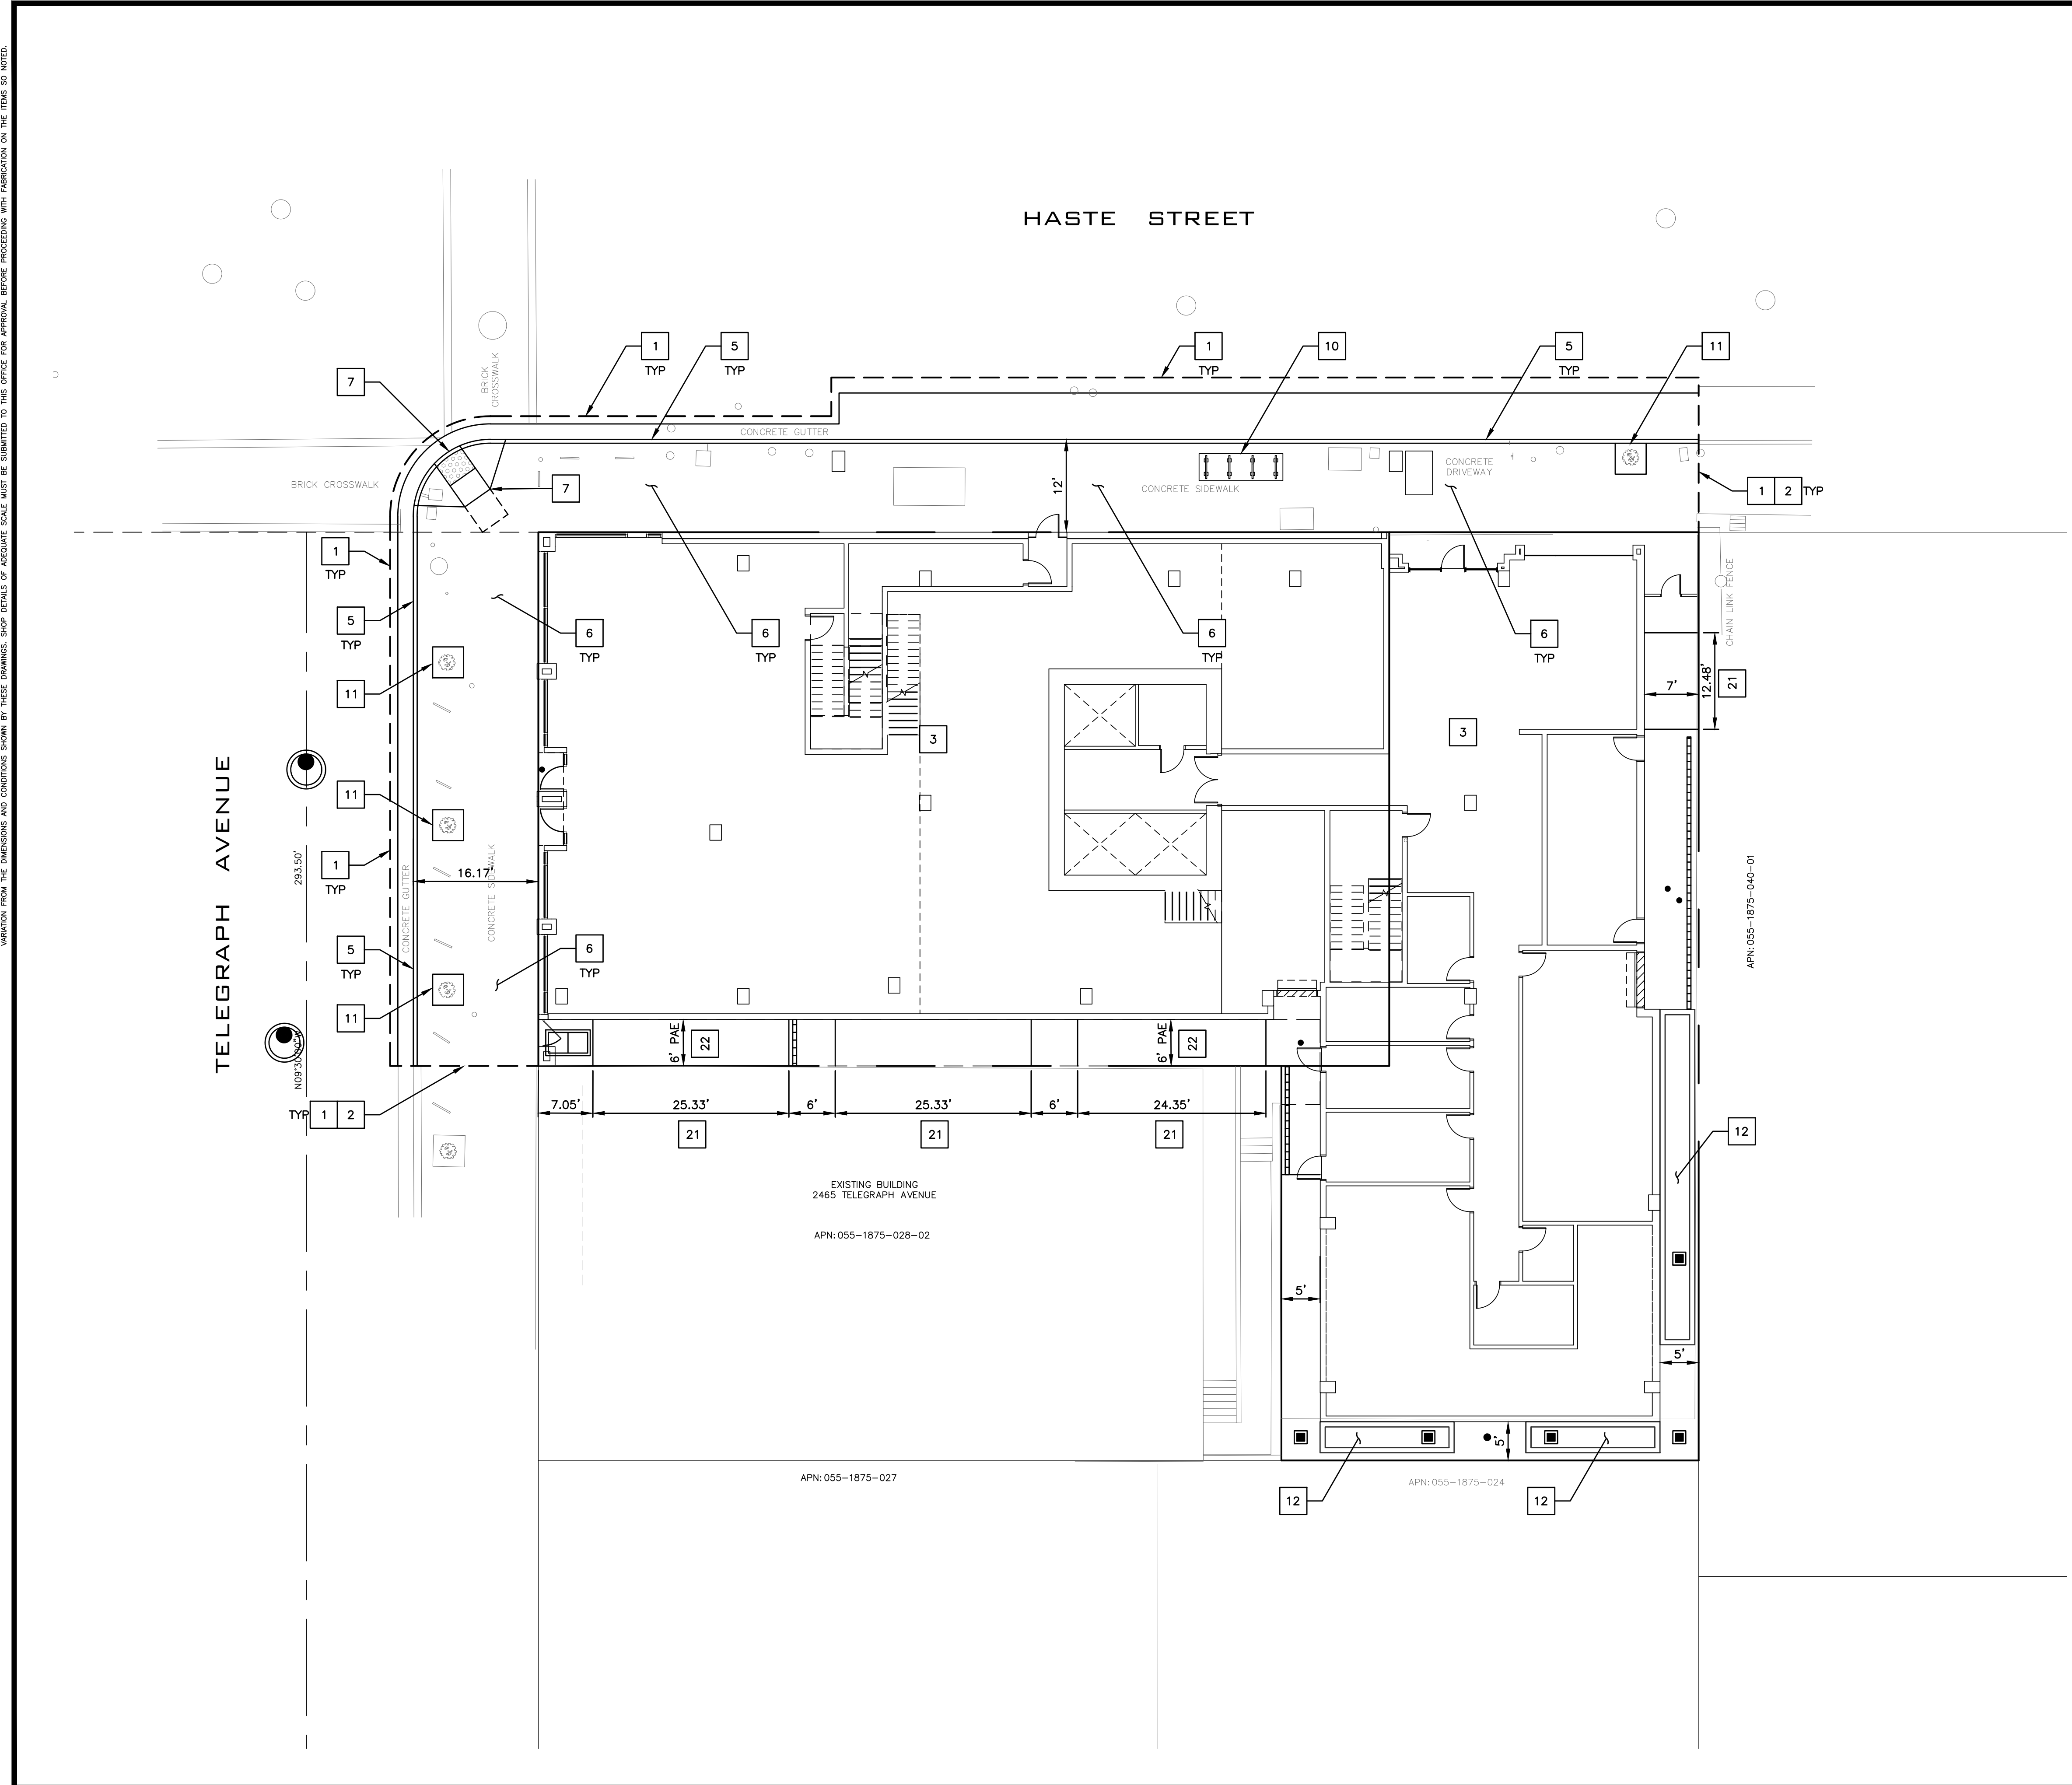 VARIATION FROM THE DIMENSIONS AND CONDITIONS SHOWN BY THESE DRAWINGS. SHOP DETAILS OF ADEQUATE SCALE MUST BE SUBMITTED TO THIS OFFICE FOR APPROVAL BEFORE PROCEEDING WITH FABRICATION ON THE ITEMS SO NOTED.
HASTE STREET
1
TYP
5
TYP
1
TYP
10
5
TYP
11
7
BRICK
CROSSWALK
CONCRETE GUTTER
BRICK CROSSWALK
7
12'
CONCRETE SIDEWALK
CONCRETE
DRIVEWAY
1 2 TYP
1
TYP
5
TYP
6
TYP
6
TYP
6
TYP
6
TYP
CHAIN LINK FENCE
11
7'
12.48'
21
3
3
TELEGRAPH AVENUE
11
293.50'
1
TYP
16.17'
CONCRETE GUTTER
CONCRETE SIDEWALK
APN: 055-1875-040-01
5
TYP
6
TYP
11
N09°30'00"W
6' PAE
22
6' PAE
22
TYP 1 2
7.05'
25.33'
6'
25.33'
6'
24.35'
21
21
21
12
EXISTING BUILDING
2465 TELEGRAPH AVENUE
APN: 055-1875-028-02
5'
5'
5'
APN: 055-1875-027
APN: 055-1875-024
12
12